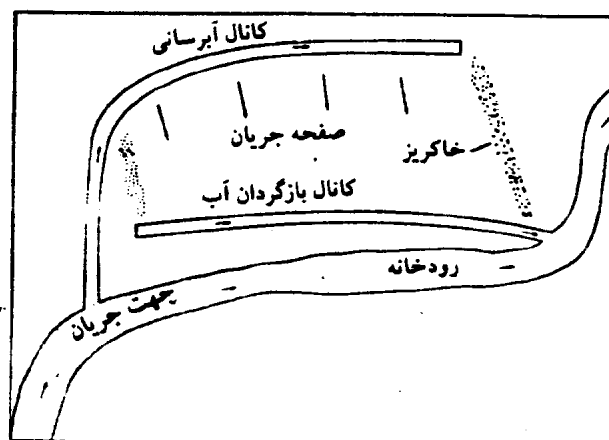 کانال آبرسانی
صفحه جریان
خاکریز
کانال بازگردان آب
رودخانه
جهت جریان